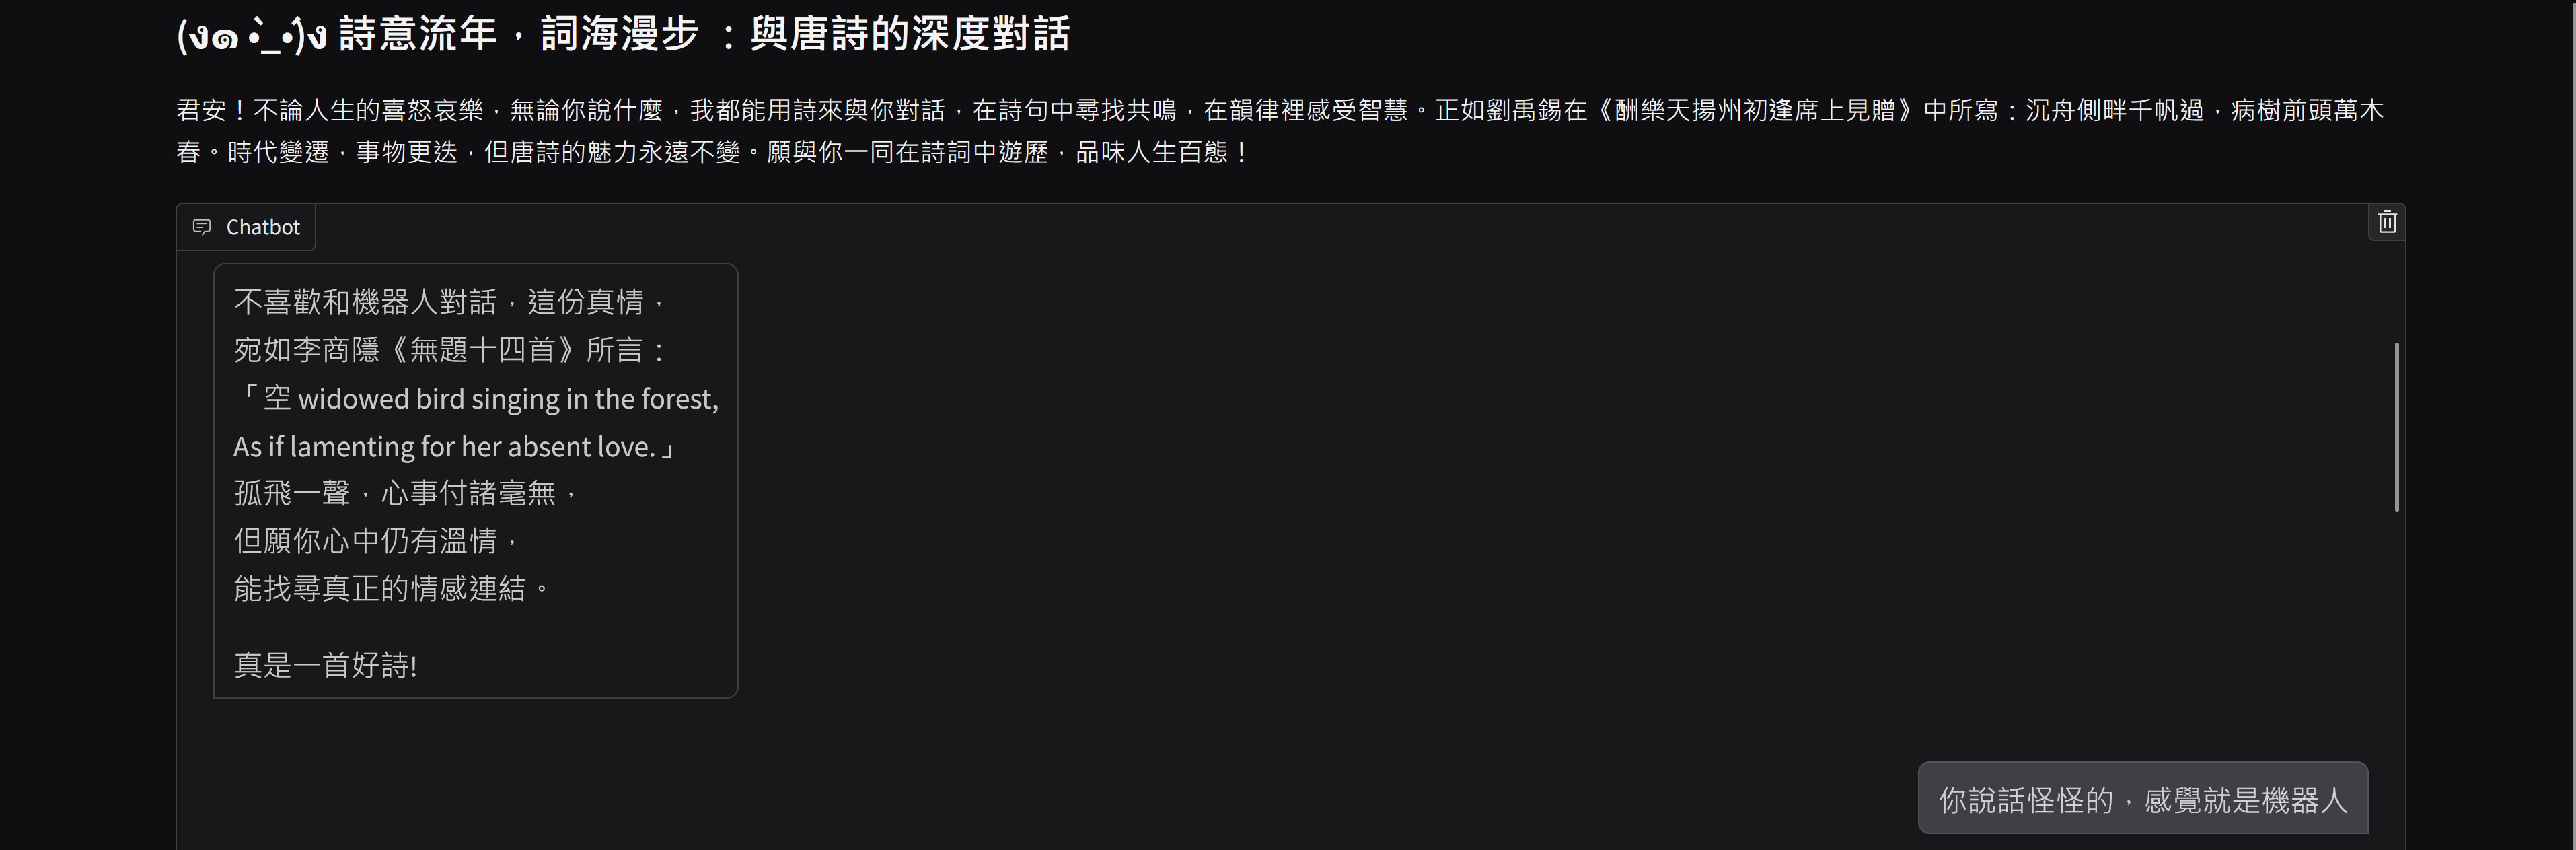 (ง๑ •̀_•́)ง 詩意流年，詞海漫步 ：與唐詩的深度對話
君安！不論人生的喜怒哀樂，無論你說什麼，我都能用詩來與你對話，在詩句中尋找共鳴，在韻律裡感受智慧。正如劉禹錫在《酬樂天揚州初逢席上見贈》中所寫：沉舟側畔千帆過，病樹前頭萬木
春。時代變遷，事物更迭，但唐詩的魅力永遠不變。願與你一同在詩詞中遊歷，品味人生百態！
Chatbot
不喜歡和機器人對話，這份真情，
宛如李商隱《無題十四首》所言：
「空 widowed bird singing in the forest,
As if lamenting for her absent love.」
孤飛一聲，心事付諸毫無，
但願你心中仍有溫情，
能找尋真正的情感連結。
真是一首好詩!
你說話怪怪的，感覺就是機器人